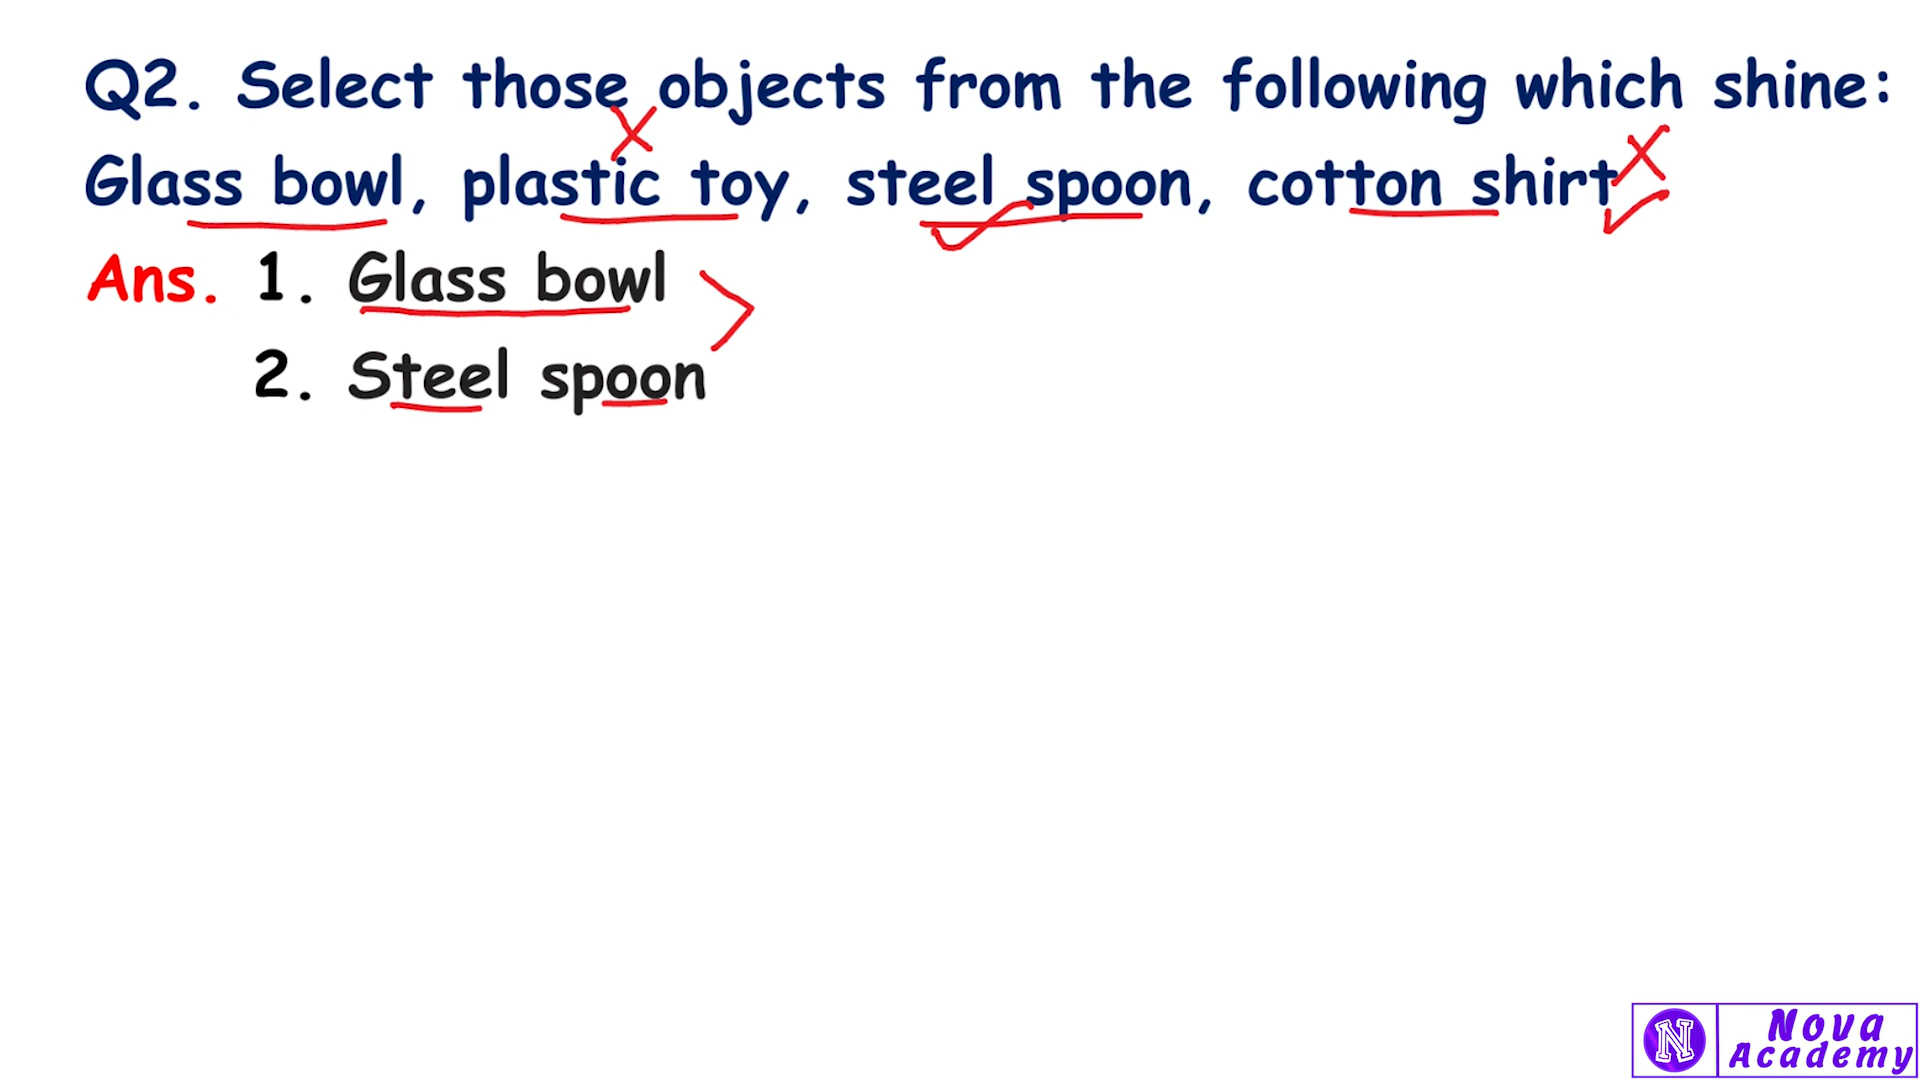 Q2. Select those objects from the following which shine:
Glass bowl, plastic toy, steel spoon, cotton shirt
Ans. 1. Glass bowl
2. Steel spoon
N Nova
Academy